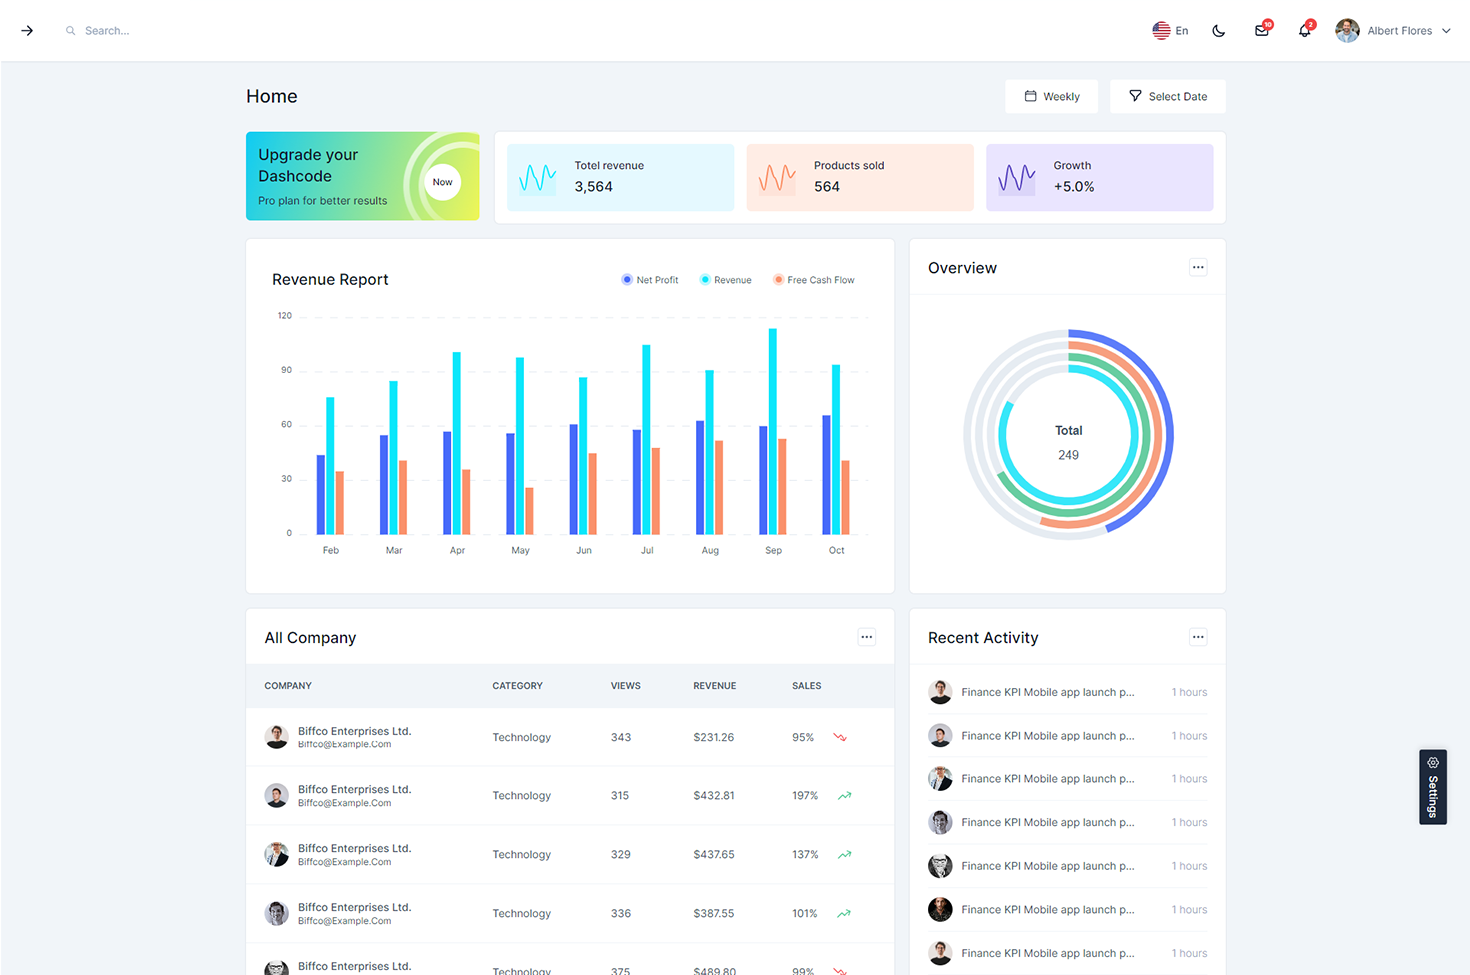 Search...
En
10
2
Albert Flores
Home
Weekly
Select Date
Upgrade your
Dashcode
Pro plan for better results
Now
Totel revenue
3,564
Products sold
564
Growth
+5.0%
Revenue Report
Net Profit
Revenue
Free Cash Flow
120
90
60
30
0
Feb Mar Apr May Jun Jul Aug Sep Oct
Overview
Total
249
All Company
COMPANY CATEGORY VIEWS REVENUE SALES
Biffco Enterprises Ltd.
Biffco@Example.Com
Technology 343 $231.26 95%
Biffco Enterprises Ltd.
Biffco@Example.Com
Technology 315 $432.81 197%
Biffco Enterprises Ltd.
Biffco@Example.Com
Technology 329 $437.65 137%
Biffco Enterprises Ltd.
Biffco@Example.Com
Technology 336 $387.55 101%
Biffco Enterprises Ltd.
Technology 375 $489.80 99%
Recent Activity
Finance KPI Mobile app launch p... 1 hours
Finance KPI Mobile app launch p... 1 hours
Finance KPI Mobile app launch p... 1 hours
Finance KPI Mobile app launch p... 1 hours
Finance KPI Mobile app launch p... 1 hours
Finance KPI Mobile app launch p... 1 hours
Finance KPI Mobile app launch p... 1 hours
Settings